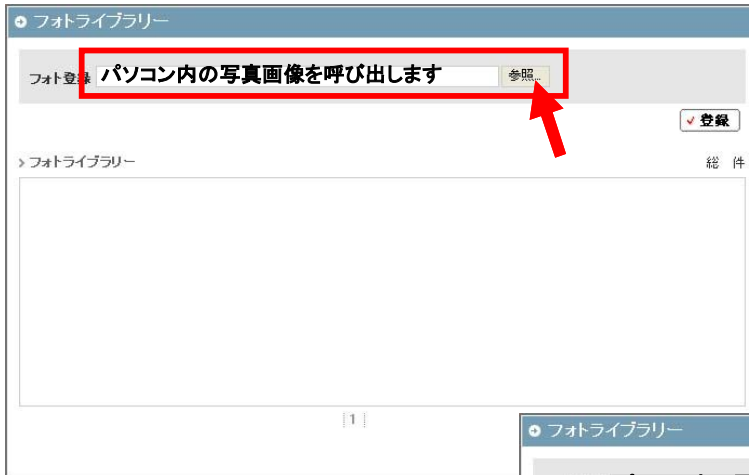 フォトライブラリー
フォト登録 パソコン内の写真画像を呼び出します 参照...
登録
フォトライブラリー 総 件
1
フォトライブラリー